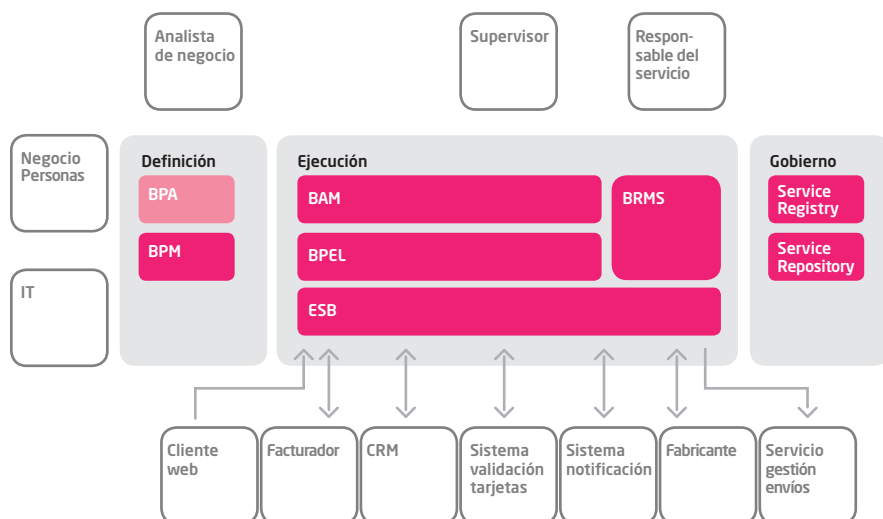 Analista
de negocio
Supervisor
Respon-
sable del
servicio
Negocio
Personas
IT
Definición
BPA
BPM
Ejecución
BAM
BRMS
BPEL
ESB
Gobierno
Service
Registry
Service
Repository
Cliente
web
Facturador
CRM
Sistema
validación
tarjetas
Sistema
notificación
Fabricante
Servicio
gestión
envíos